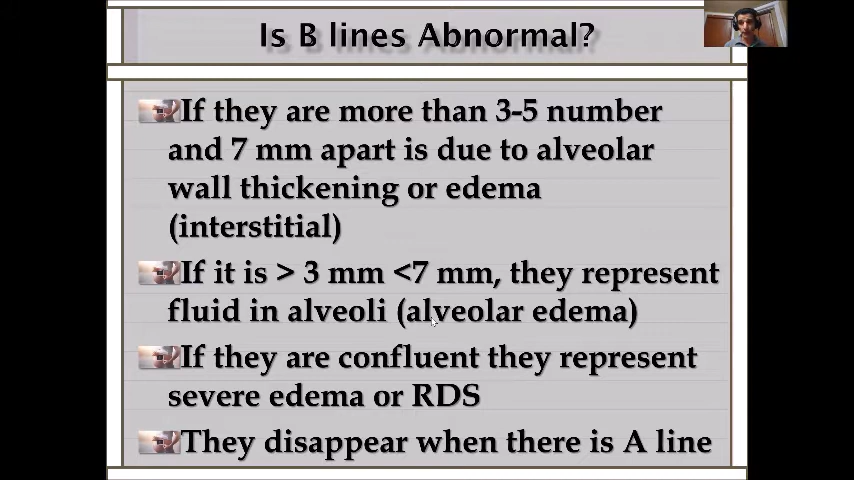 Is B lines Abnormal?
If they are more than 3-5 number
and 7 mm apart is due to alveolar
wall thickening or edema
(interstitial)
If it is > 3 mm <7 mm, they represent
fluid in alveoli (alveolar edema)
If they are confluent they represent
severe edema or RDS
They disappear when there is A line